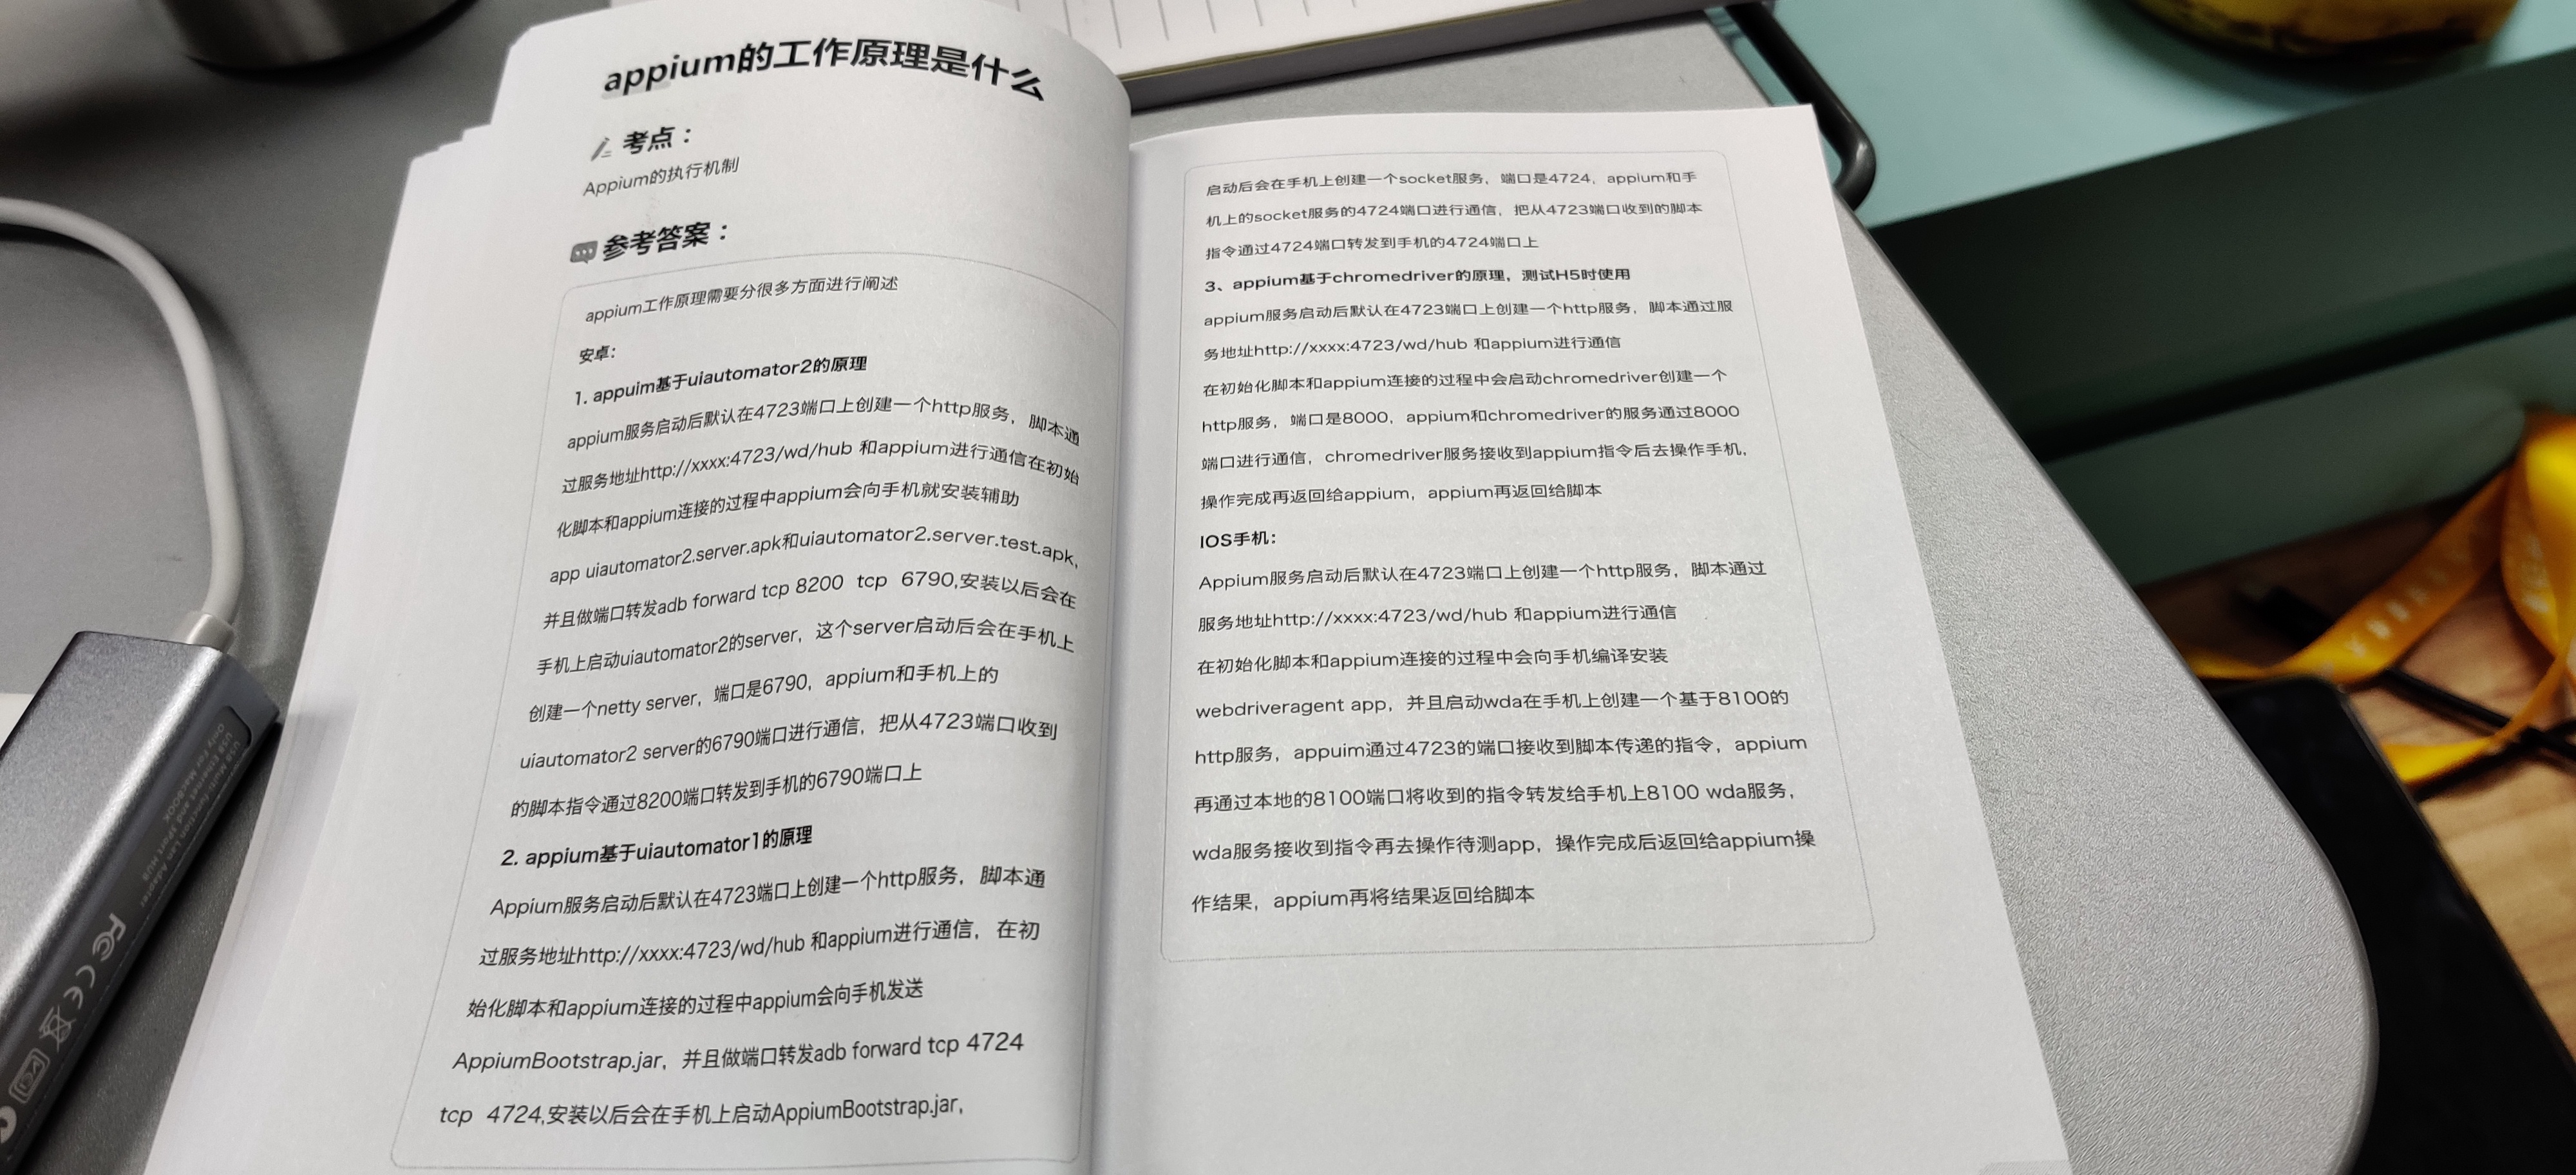 appium的工作原理是什么
考点：
Appium的执行机制
参考答案：
appium工作原理需要分很多方面进行阐述
安卓：
1. appuim基于uiautomator2的原理
appium服务启动后默认在4723端口上创建一个http服务，脚本通
过服务地址http://xxxx:4723/wd/hub 和appium进行通信在初始
化脚本和appium连接的过程中appium会向手机就安装辅助
app uiautomator2.server.apk和uiautomator2.server.test.apk,
并且做端口转发adb forward tcp 8200 tcp 6790,安装以后会在
手机上启动uiautomator2的server，这个server启动后会在手机上
创建一个netty server，端口是6790，appium和手机上的
uiautomator2 server的6790端口进行通信，把从4723端口收到
的脚本指令通过8200端口转发到手机的6790端口上
2. appium基于uiautomator1的原理
Appium服务启动后默认在4723端口上创建一个http服务，脚本通
过服务地址http://xxxx:4723/wd/hub 和appium进行通信，在初
始化脚本和appium连接的过程中appium会向手机发送
AppiumBootstrap.jar，并且做端口转发adb forward tcp 4724
tcp 4724,安装以后会在手机上启动AppiumBootstrap.jar,
启动后会在手机上创建一个socket服务，端口是4724，appium和手
机上的socket服务的4724端口进行通信，把从4723端口收到的脚本
指令通过4724端口转发到手机的4724端口上
3、appium基于chromedriver的原理，测试H5时使用
appium服务启动后默认在4723端口上创建一个http服务，脚本通过服
务地址http://xxxx:4723/wd/hub 和appium进行通信
在初始化脚本和appium连接的过程中会启动chromedriver创建一个
http服务，端口是8000，appium和chromedriver的服务通过8000
端口进行通信，chromedriver服务接收到appium指令后去操作手机，
操作完成再返回给appium，appium再返回给脚本
IOS手机：
Appium服务启动后默认在4723端口上创建一个http服务，脚本通过
服务地址http://xxxx:4723/wd/hub 和appium进行通信
在初始化脚本和appium连接的过程中会向手机编译安装
webdriveragent app，并且启动wda在手机上创建一个基于8100的
http服务，appuim通过4723的端口接收到脚本传递的指令，appium
再通过本地的8100端口将收到的指令转发给手机上8100 wda服务，
wda服务接收到指令再去操作待测app，操作完成后返回给appium操
作结果，appium再将结果返回给脚本
USB Multi-function Lan Adapter
USB Ethernet and 3Port HUB
Only For MacBOOK
FC CE